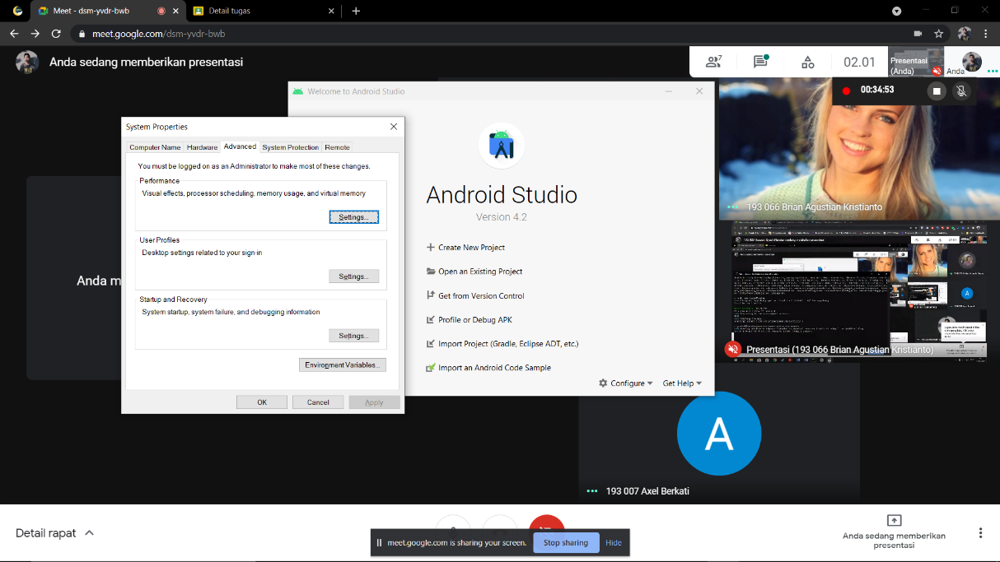 Meet - dsm-yvdr-bwb
Detail tugas
meet.google.com/dsm-yvdr-bwb
Anda sedang memberikan presentasi
7
02.01
Presentasi
(Anda)
Anda
00:34:53
Welcome to Android Studio
System Properties
Computer Name
Hardware
Advanced
System Protection
Remote
You must be logged on as an Administrator to make most of these changes.
Performance
Visual effects, processor scheduling, memory usage, and virtual memory
Settings...
User Profiles
Desktop settings related to your sign-in
Settings...
Startup and Recovery
System startup, system failure, and debugging information
Settings...
Environment Variables...
OK
Cancel
Apply
Anda m
Android Studio
Version 4.2
Create New Project
Open an Existing Project
Get from Version Control
Profile or Debug APK
Import Project (Gradle, Eclipse ADT, etc.)
Import an Android Code Sample
Configure
Get Help
193 066 Brian Agustian Kristianto
A
Presentasi (193 066 Brian Agustian Kristianto)
A
193 007 Axel Berkati
Detail rapat
meet.google.com is sharing your screen.
Stop sharing
Hide
Anda sedang memberikan
presentasi